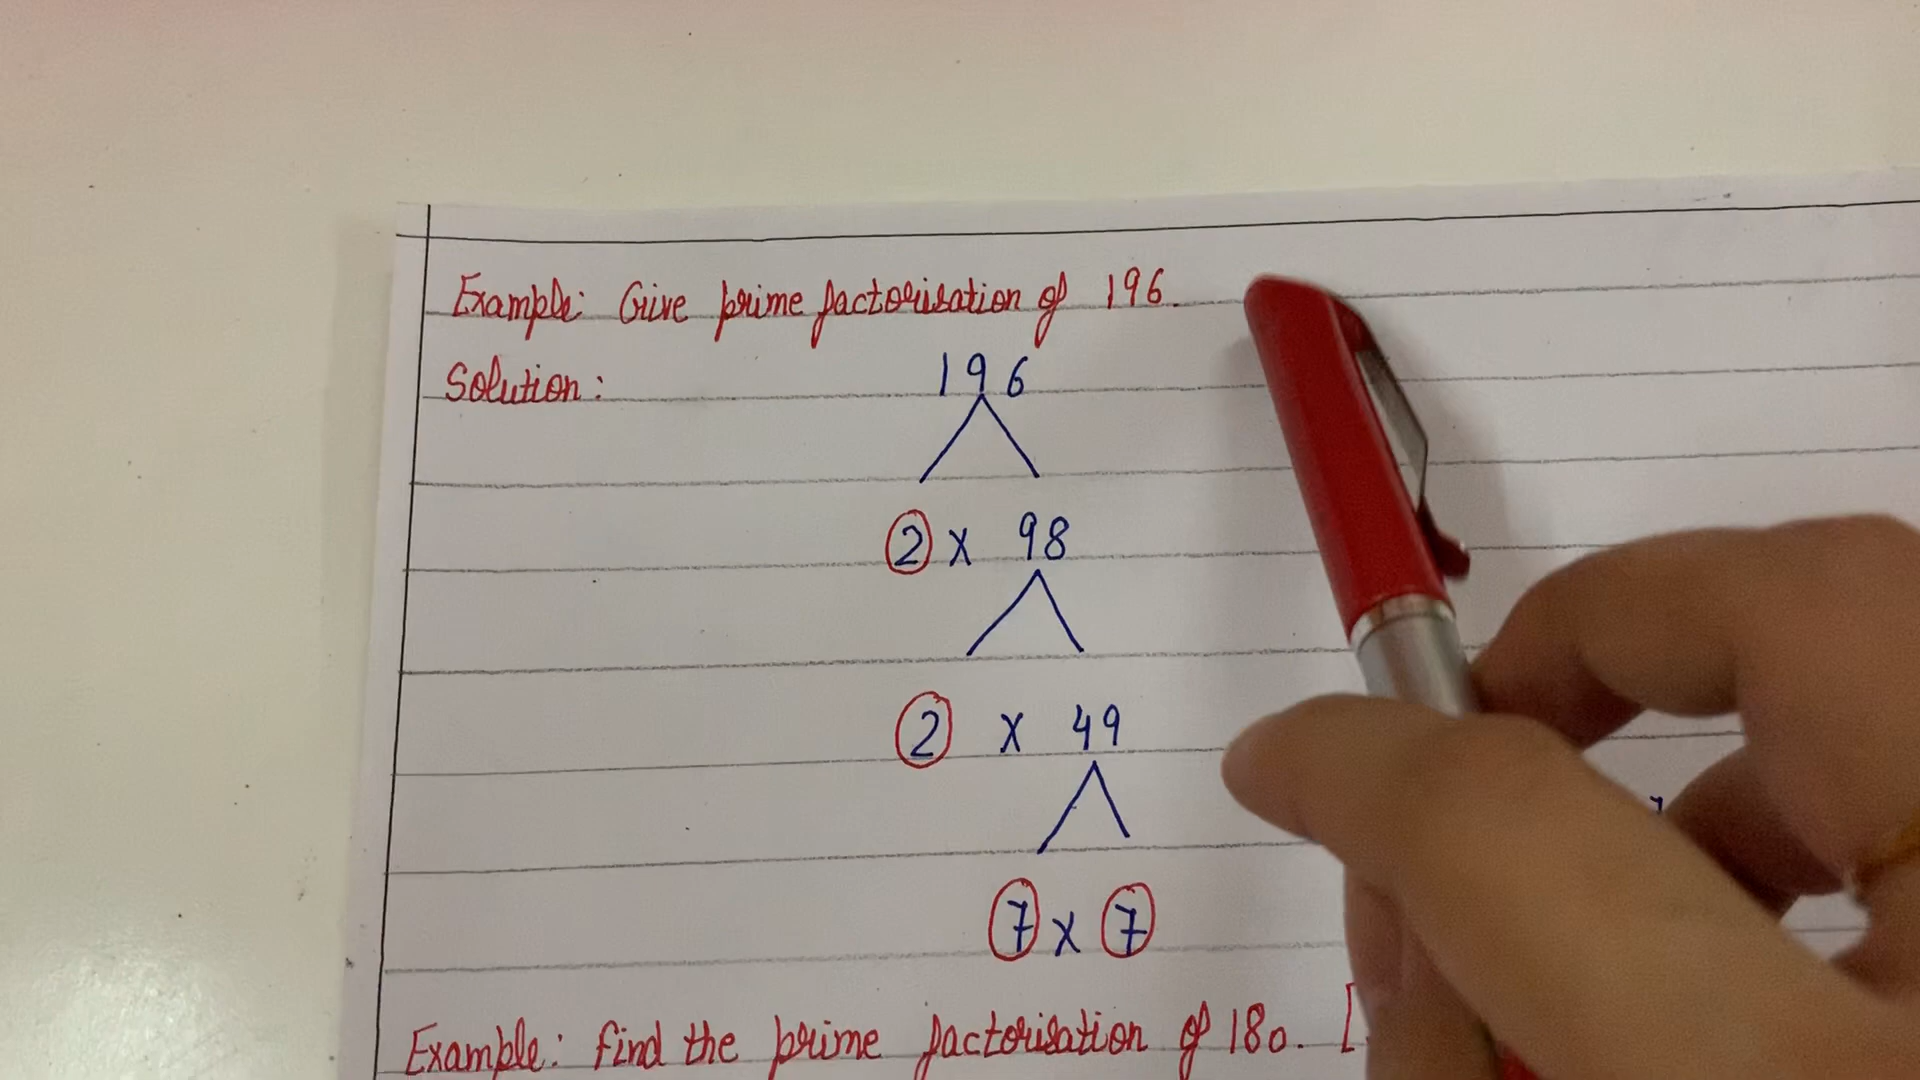 Example: Give prime factorisation of 196.
Solution: 196
2 x 98
2 x 49
7 x 7
Example: find the prime factorisation of 180. [